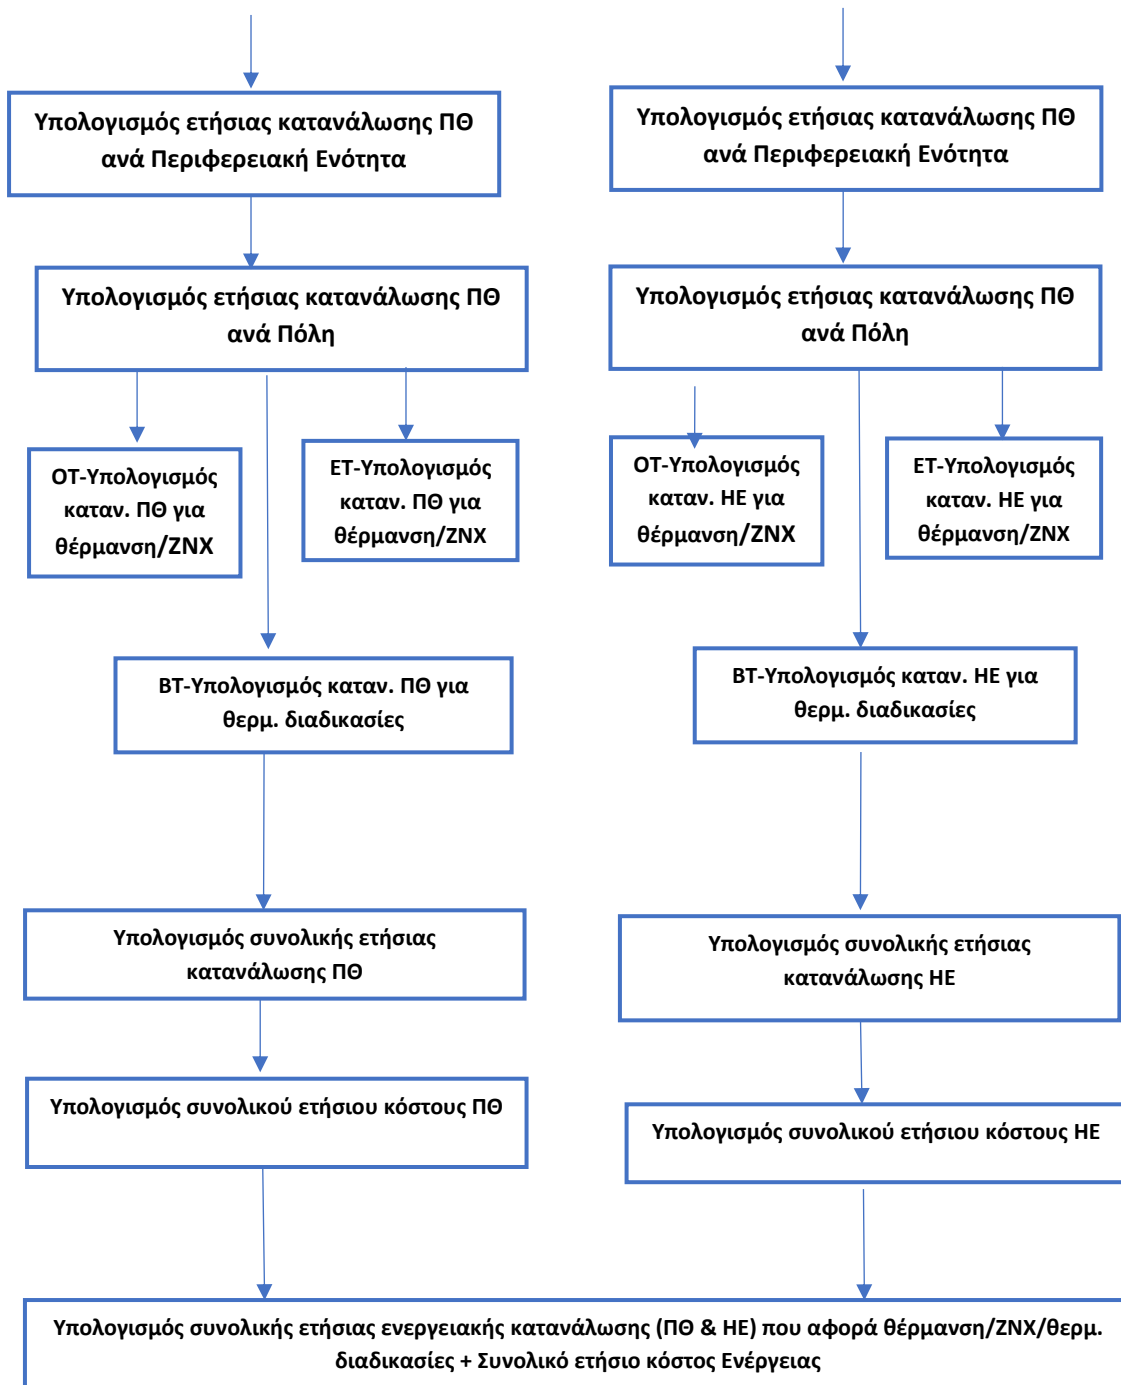 Υπολογισμός ετήσιας κατανάλωσης ΠΘ
ανά Περιφερειακή Ενότητα
Υπολογισμός ετήσιας κατανάλωσης ΠΘ
ανά Περιφερειακή Ενότητα
Υπολογισμός ετήσιας κατανάλωσης ΠΘ
ανά Πόλη
Υπολογισμός ετήσιας κατανάλωσης ΠΘ
ανά Πόλη
ΟΤ-Υπολογισμός
καταν. ΠΘ για
θέρμανση/ΖΝΧ
ΕΤ-Υπολογισμός
καταν. ΠΘ για
θέρμανση/ΖΝΧ
ΟΤ-Υπολογισμός
καταν. ΗΕ για
θέρμανση/ΖΝΧ
ΕΤ-Υπολογισμός
καταν. ΗΕ για
θέρμανση/ΖΝΧ
ΒΤ-Υπολογισμός καταν. ΠΘ για
θερμ. διαδικασίες
ΒΤ-Υπολογισμός καταν. ΗΕ για
θερμ. διαδικασίες
Υπολογισμός συνολικής ετήσιας
κατανάλωσης ΠΘ
Υπολογισμός συνολικής ετήσιας
κατανάλωσης ΗΕ
Υπολογισμός συνολικού ετήσιου κόστους ΠΘ
Υπολογισμός συνολικού ετήσιου κόστους ΗΕ
Υπολογισμός συνολικής ετήσιας ενεργειακής κατανάλωσης (ΠΘ & ΗΕ) που αφορά θέρμανση/ΖΝΧ/θερμ.
διαδικασίες + Συνολικό ετήσιο κόστος Ενέργειας